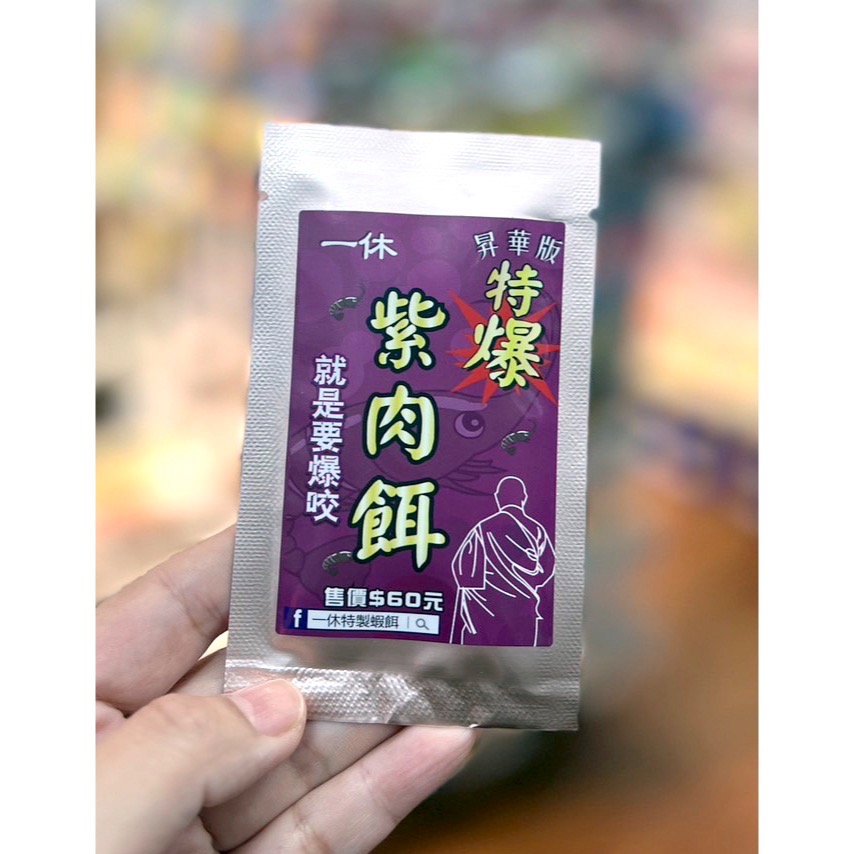 一休
昇華版
特爆
紫肉餌
就是要爆咬
售價$60元
f 一休特製蝦餌